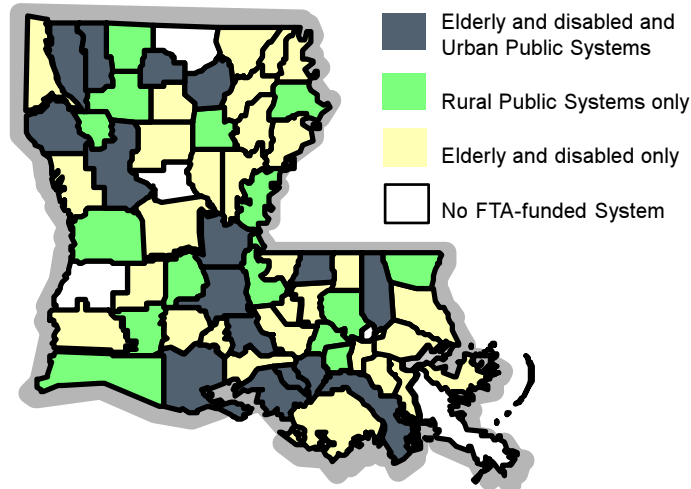 Elderly and disabled and
Urban Public Systems
Rural Public Systems only
Elderly and disabled only
No FTA-funded System